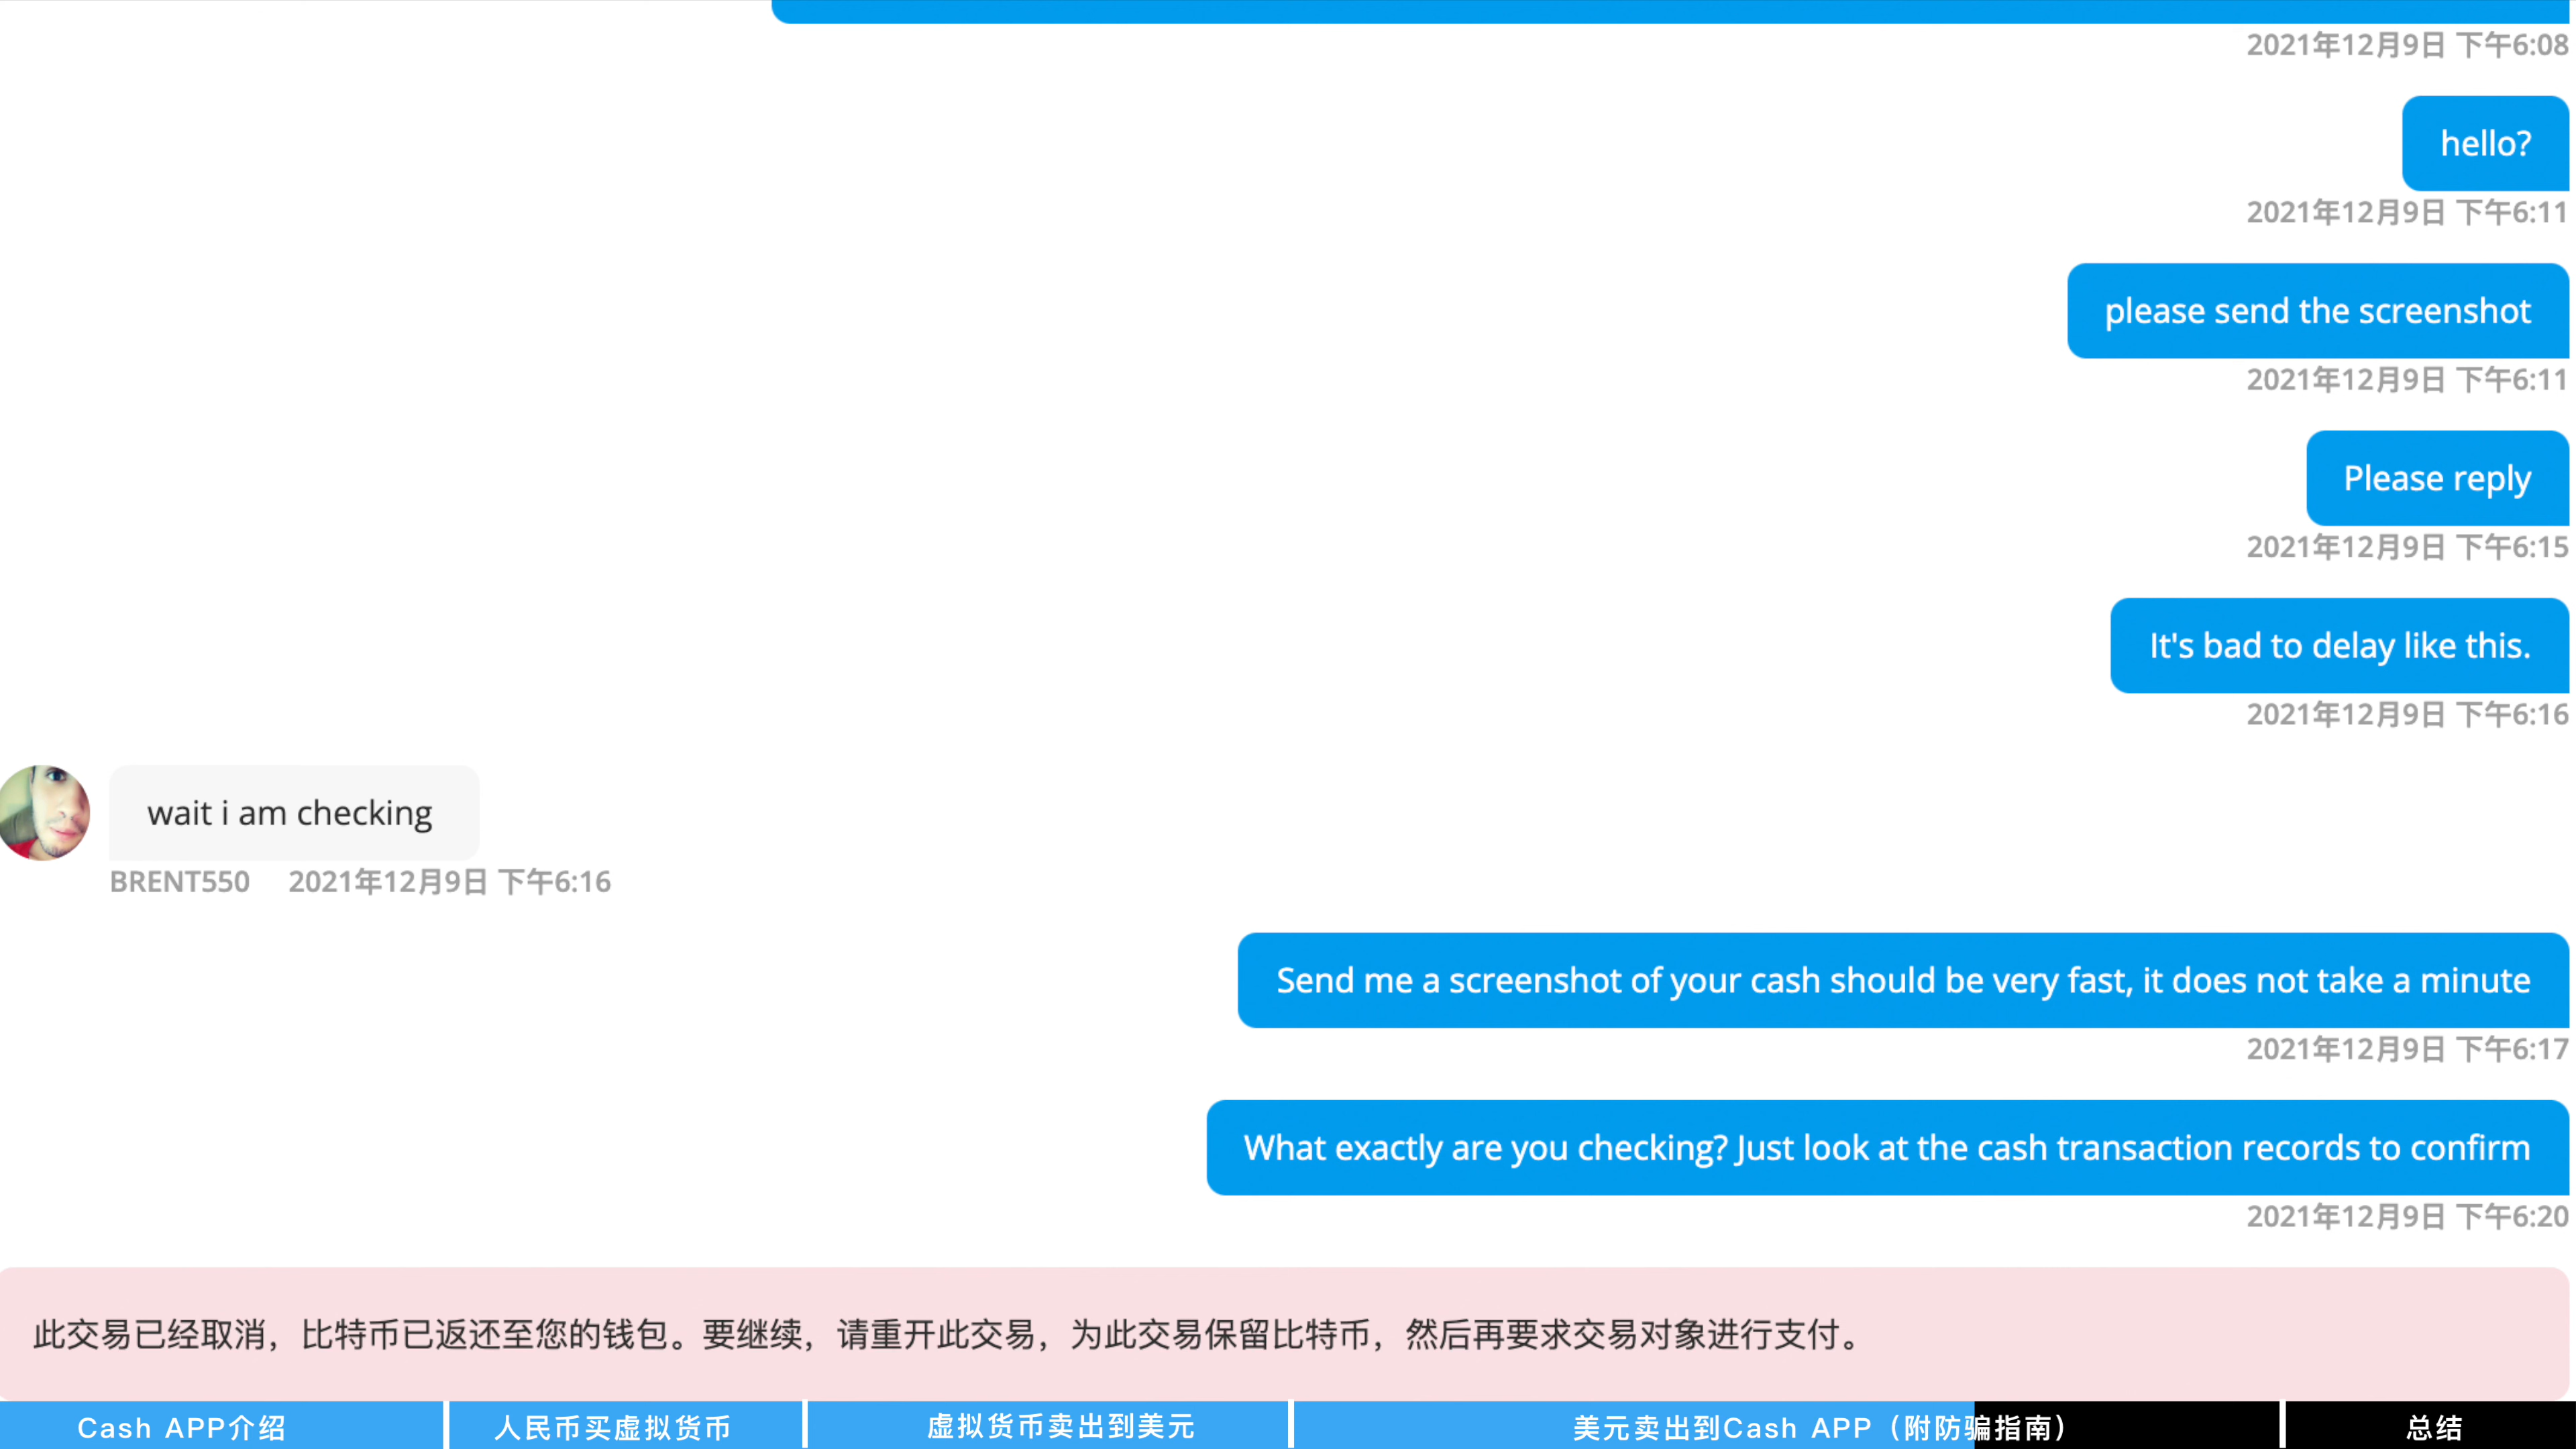 2021年12月9日 下午6:08
hello?
2021年12月9日 下午6:11
please send the screenshot
2021年12月9日 下午6:11
Please reply
2021年12月9日 下午6:15
It's bad to delay like this.
2021年12月9日 下午6:16
wait i am checking
BRENT550 2021年12月9日 下午6:16
Send me a screenshot of your cash should be very fast, it does not take a minute
2021年12月9日 下午6:17
What exactly are you checking? Just look at the cash transaction records to confirm
2021年12月9日 下午6:20
此交易已经取消，比特币已返还至您的钱包。要继续，请重开此交易，为此交易保留比特币，然后再要求交易对象进行支付。
Cash APP介绍 人民币买虚拟货币 虚拟货币卖出到美元 美元卖出到Cash APP（附防骗指南） 总结